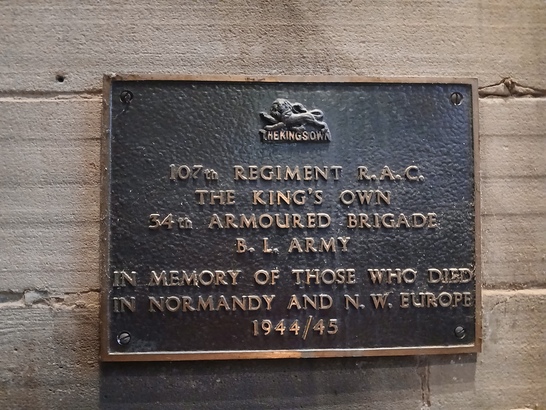 THE KING'S OWN
107th REGIMENT R.A.C.
THE KING'S OWN
34th ARMOURED BRIGADE
B. L. ARMY
IN MEMORY OF THOSE WHO DIED
IN NORMANDY AND N. W. EUROPE
1944/45